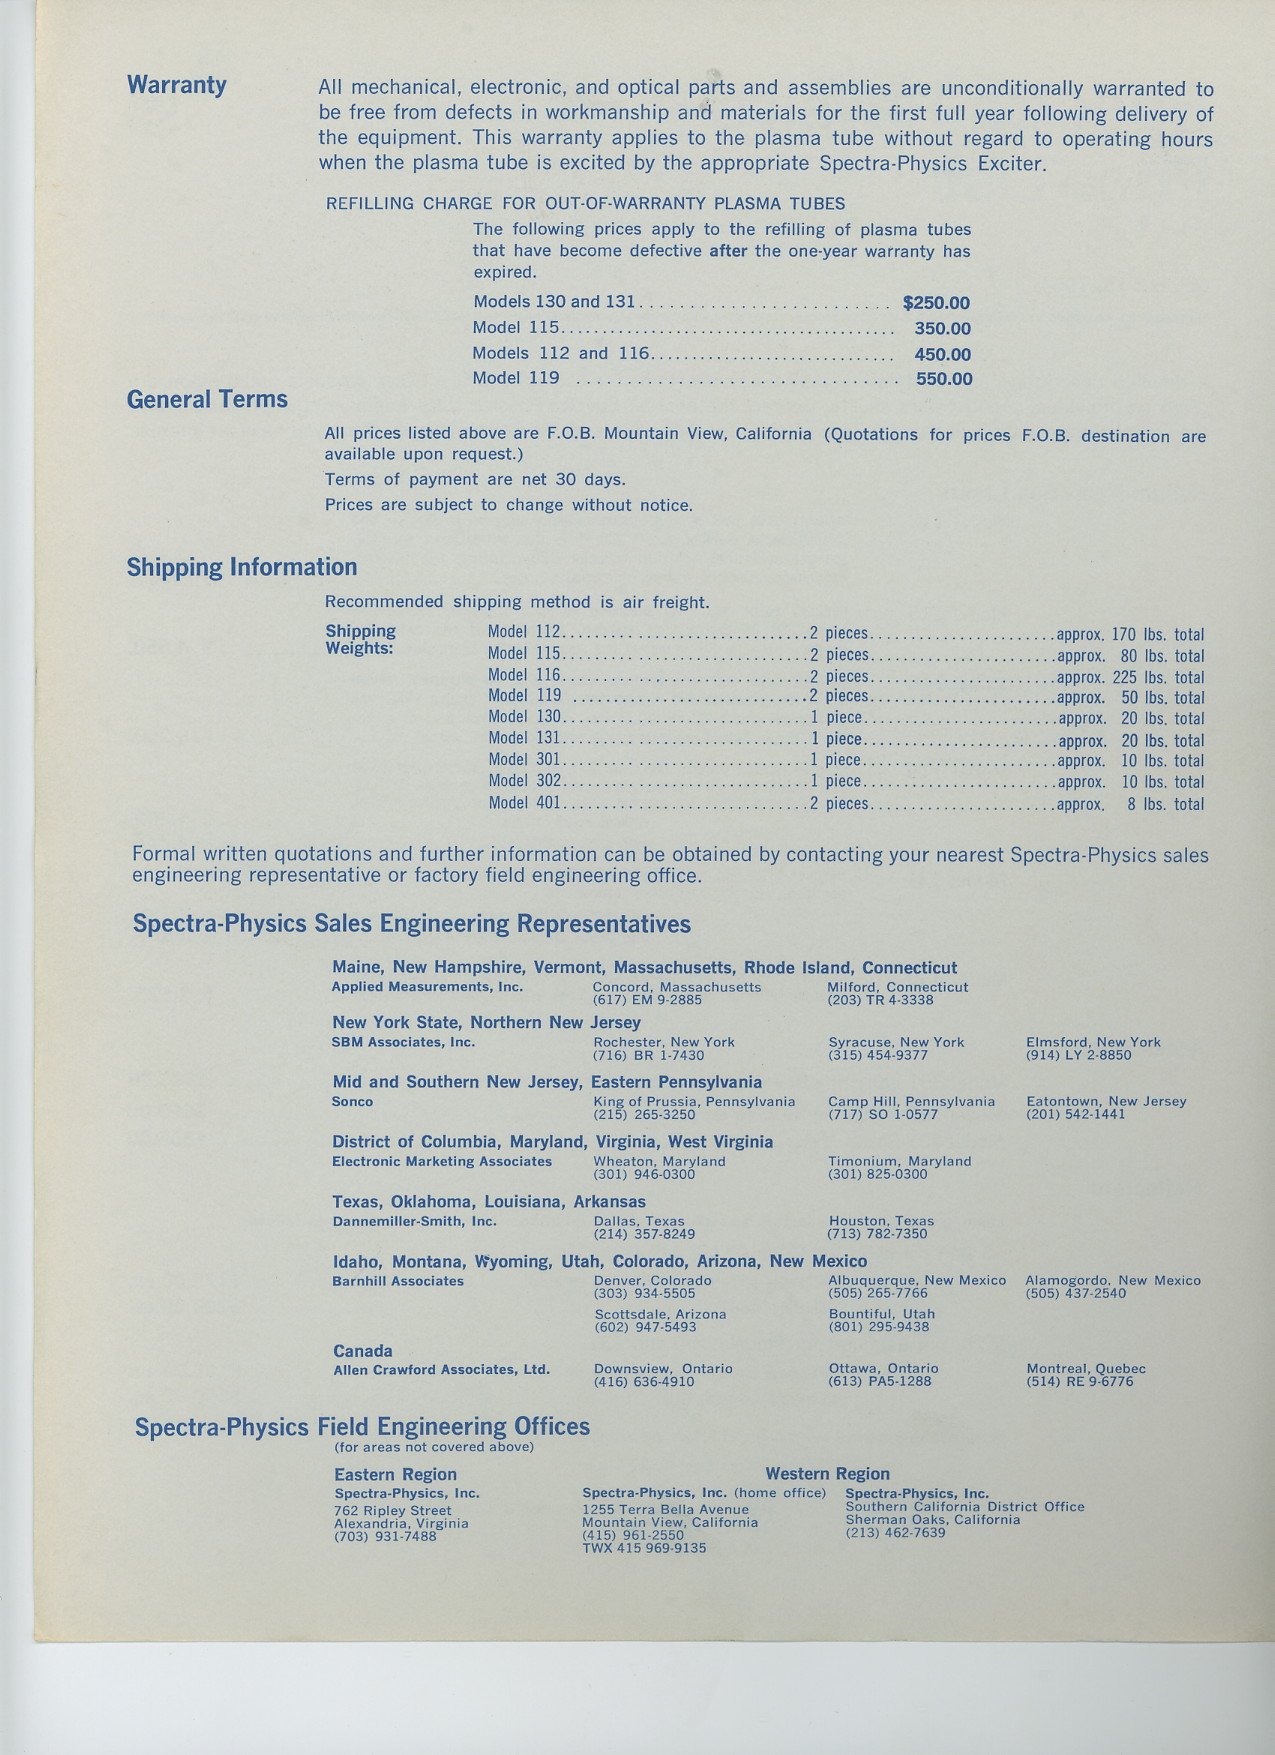 Warranty
All mechanical, electronic, and optical parts and assemblies are unconditionally warranted to
be free from defects in workmanship and materials for the first full year following delivery of
the equipment. This warranty applies to the plasma tube without regard to operating hours
when the plasma tube is excited by the appropriate Spectra-Physics Exciter.
REFILLING CHARGE FOR OUT-OF-WARRANTY PLASMA TUBES
The following prices apply to the refilling of plasma tubes
that have become defective after the one-year warranty has
expired.
Models 130 and 131......................... $250.00
Model 115........................................ 350.00
Models 112 and 116............................. 450.00
Model 119 ................................. 550.00
General Terms
All prices listed above are F.O.B. Mountain View, California (Quotations for prices F.O.B. destination are
available upon request.)
Terms of payment are net 30 days.
Prices are subject to change without notice.
Shipping Information
Recommended shipping method is air freight.
Shipping
Weights:
Model 112..............................2 pieces.......................approx. 170 lbs. total
Model 115..............................2 pieces.......................approx. 80 lbs. total
Model 116..............................2 pieces.......................approx. 225 lbs. total
Model 119 .............................2 pieces.......................approx. 50 lbs. total
Model 130..............................1 piece........................approx. 20 lbs. total
Model 131..............................1 piece........................approx. 20 lbs. total
Model 301..............................1 piece........................approx. 10 lbs. total
Model 302..............................1 piece........................approx. 10 lbs. total
Model 401..............................2 pieces.......................approx. 8 lbs. total
Formal written quotations and further information can be obtained by contacting your nearest Spectra-Physics sales
engineering representative or factory field engineering office.
Spectra-Physics Sales Engineering Representatives
Maine, New Hampshire, Vermont, Massachusetts, Rhode Island, Connecticut
Applied Measurements, Inc. Concord, Massachusetts Milford, Connecticut
(617) EM 9-2885 (203) TR 4-3338
New York State, Northern New Jersey
SBM Associates, Inc. Rochester, New York Syracuse, New York Elmsford, New York
(716) BR 1-7430 (315) 454-9377 (914) LY 2-8850
Mid and Southern New Jersey, Eastern Pennsylvania
Sonco King of Prussia, Pennsylvania Camp Hill, Pennsylvania Eatontown, New Jersey
(215) 265-3250 (717) SO 1-0577 (201) 542-1441
District of Columbia, Maryland, Virginia, West Virginia
Electronic Marketing Associates Wheaton, Maryland Timonium, Maryland
(301) 946-0300 (301) 825-0300
Texas, Oklahoma, Louisiana, Arkansas
Dannemiller-Smith, Inc. Dallas, Texas Houston, Texas
(214) 357-8249 (713) 782-7350
Idaho, Montana, Wyoming, Utah, Colorado, Arizona, New Mexico
Barnhill Associates Denver, Colorado Albuquerque, New Mexico Alamogordo, New Mexico
(303) 934-5505 (505) 265-7766 (505) 437-2540
Scottsdale, Arizona Bountiful, Utah
(602) 947-5493 (801) 295-9438
Canada
Allen Crawford Associates, Ltd. Downsview, Ontario Ottawa, Ontario Montreal, Quebec
(416) 636-4910 (613) PA5-1288 (514) RE 9-6776
Spectra-Physics Field Engineering Offices
(for areas not covered above)
Eastern Region Western Region
Spectra-Physics, Inc. Spectra-Physics, Inc. (home office) Spectra-Physics, Inc.
762 Ripley Street 1255 Terra Bella Avenue Southern California District Office
Alexandria, Virginia Mountain View, California Sherman Oaks, California
(703) 931-7488 (415) 961-2550 (213) 462-7639
TWX 415 969-9135